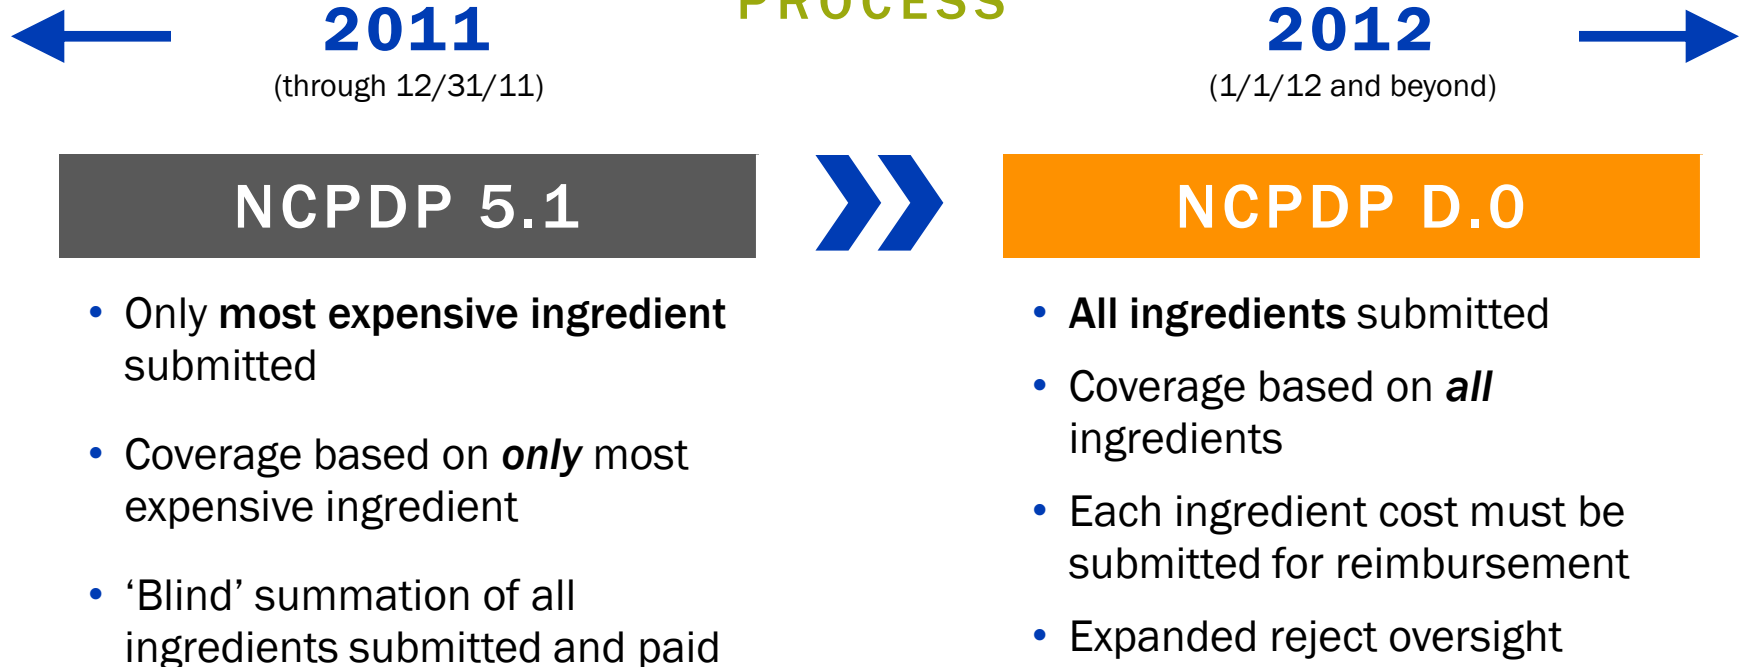 PROCESS
2011
(through 12/31/11)
2012
(1/1/12 and beyond)
NCPDP 5.1
• Only most expensive ingredient
submitted
• Coverage based on only most
expensive ingredient
• ‘Blind’ summation of all
ingredients submitted and paid
NCPDP D.0
• All ingredients submitted
• Coverage based on all
ingredients
• Each ingredient cost must be
submitted for reimbursement
• Expanded reject oversight